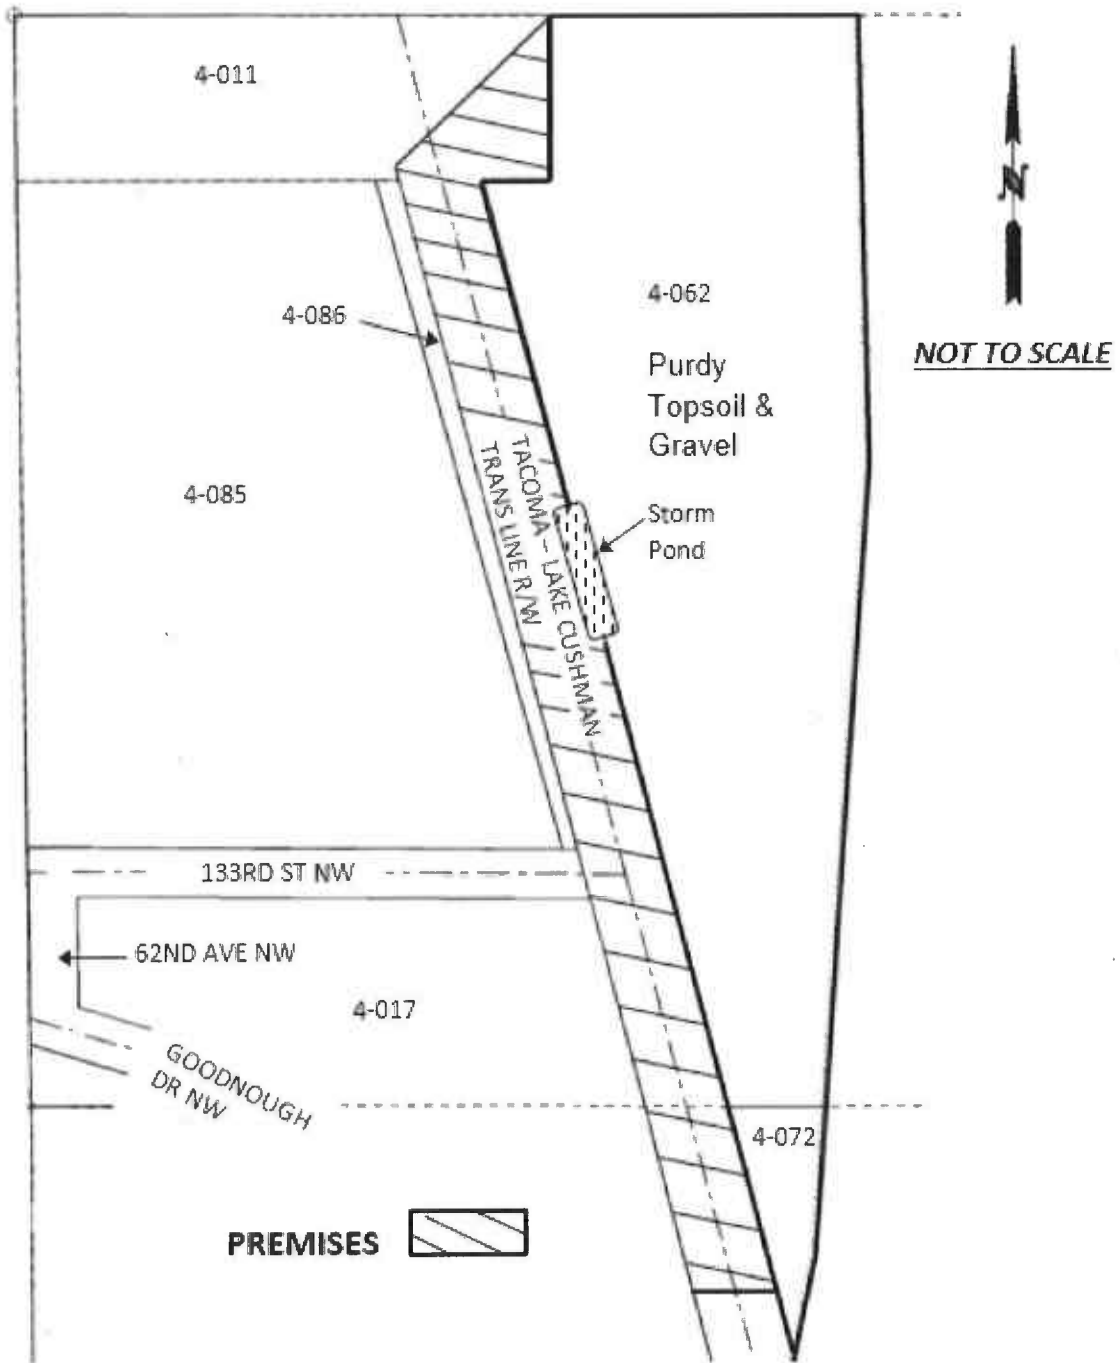 4-011
N
4-062
4-086
NOT TO SCALE
Purdy
Topsoil &
Gravel
4-085
TACOMA - LAKE CUSHMAN
TRANS LINE R/W
Storm
Pond
133RD ST NW
62ND AVE NW
4-017
GOODNOUGH
DR NW
4-072
PREMISES